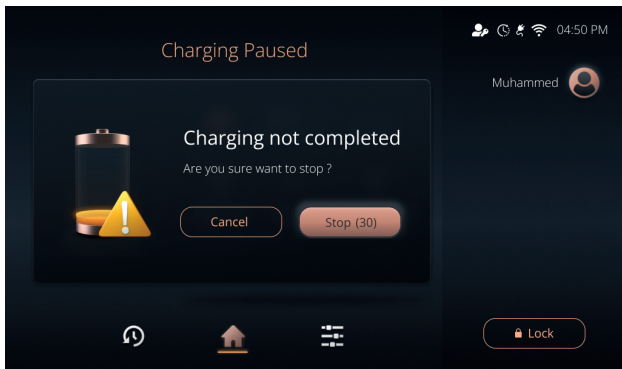 04:50 PM
Charging Paused
Muhammed
Charging not completed
Are you sure want to stop ?
Cancel
Stop (30)
Lock